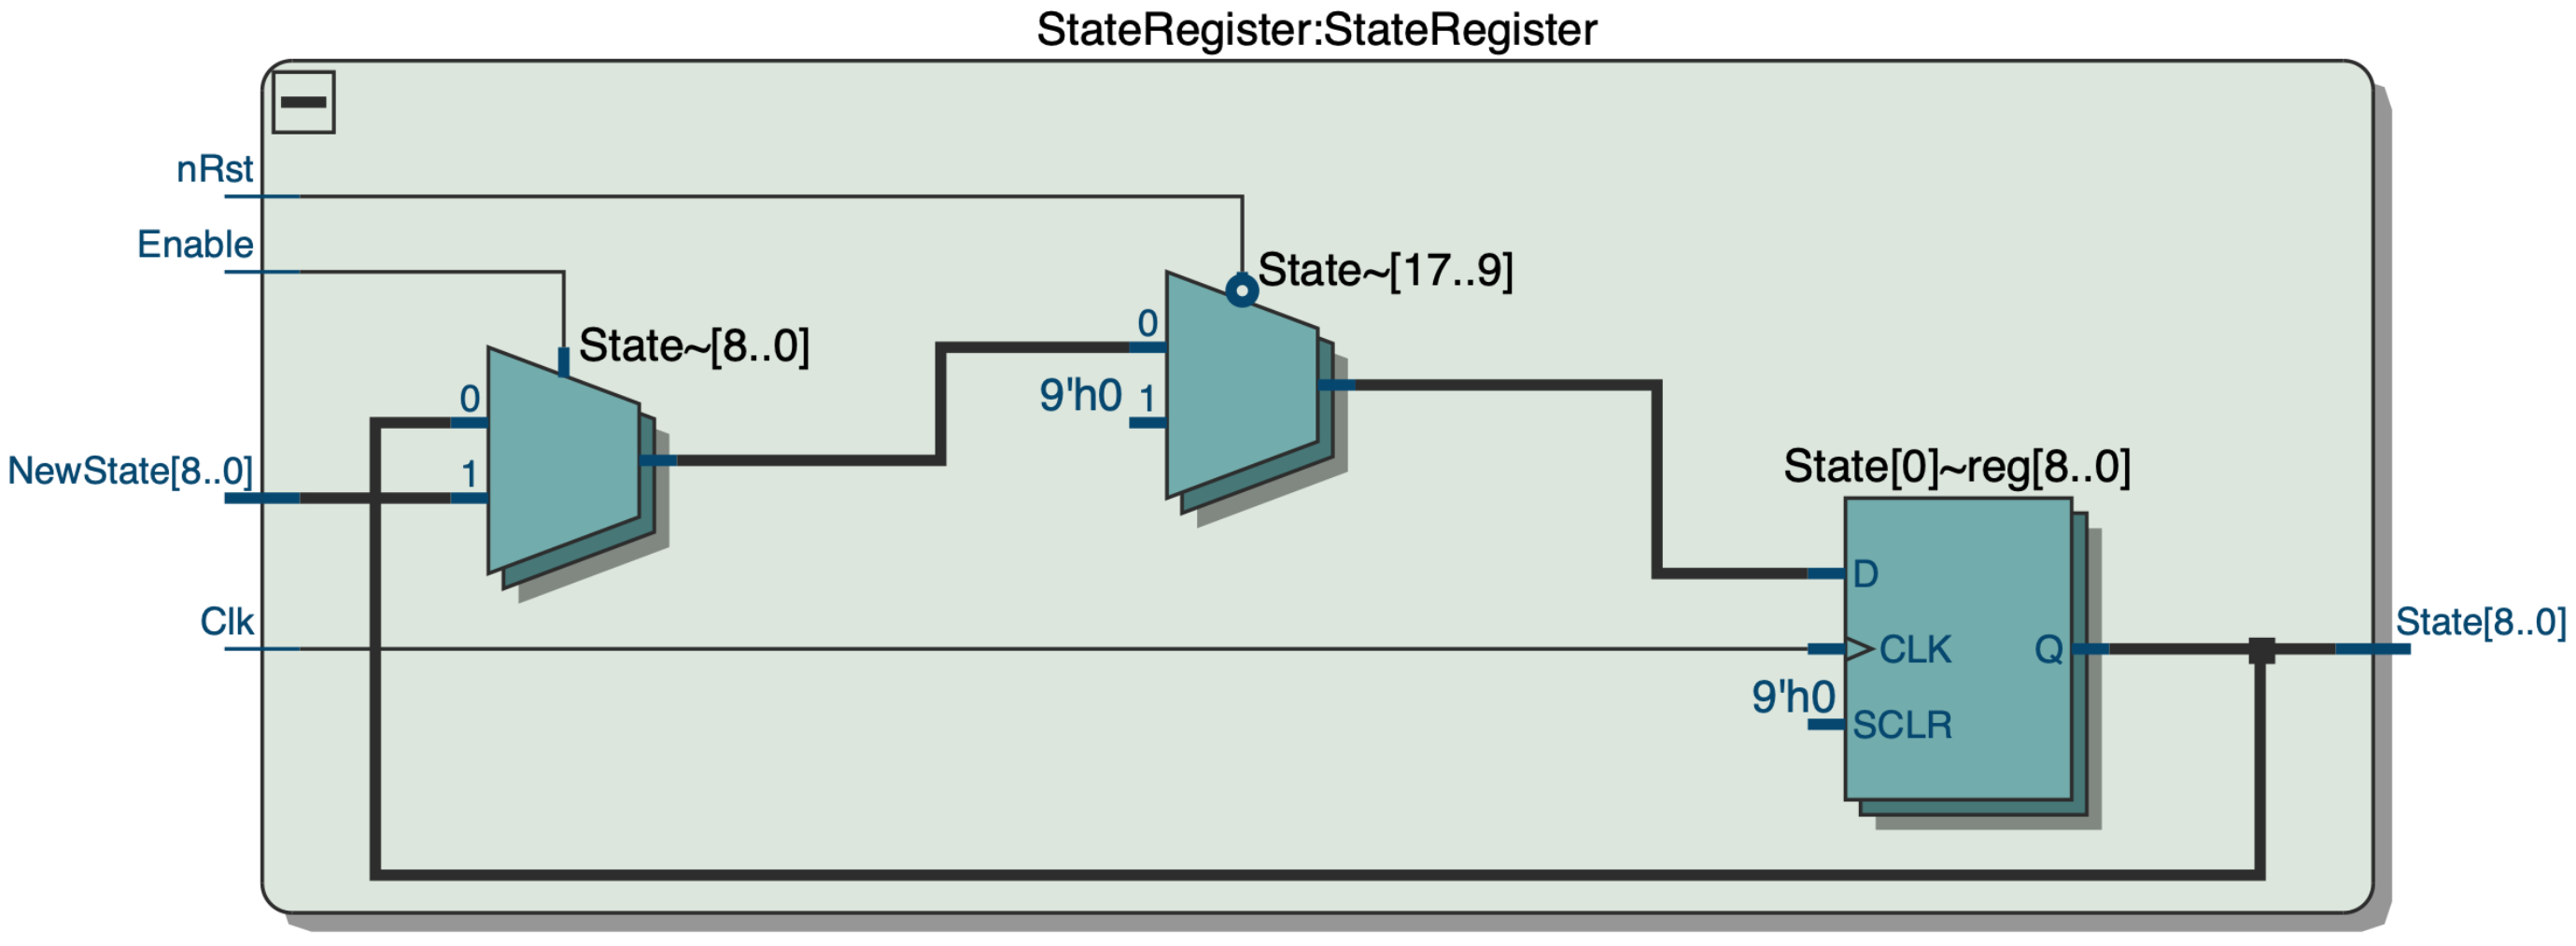 StateRegister:StateRegister
nRst
Enable
State~[17..9]
0
State~[8..0]
9'h0 1
0
NewState[8..0]
1
State[0]~reg[8..0]
D
Clk
CLK
Q
State[8..0]
9'h0
SCLR